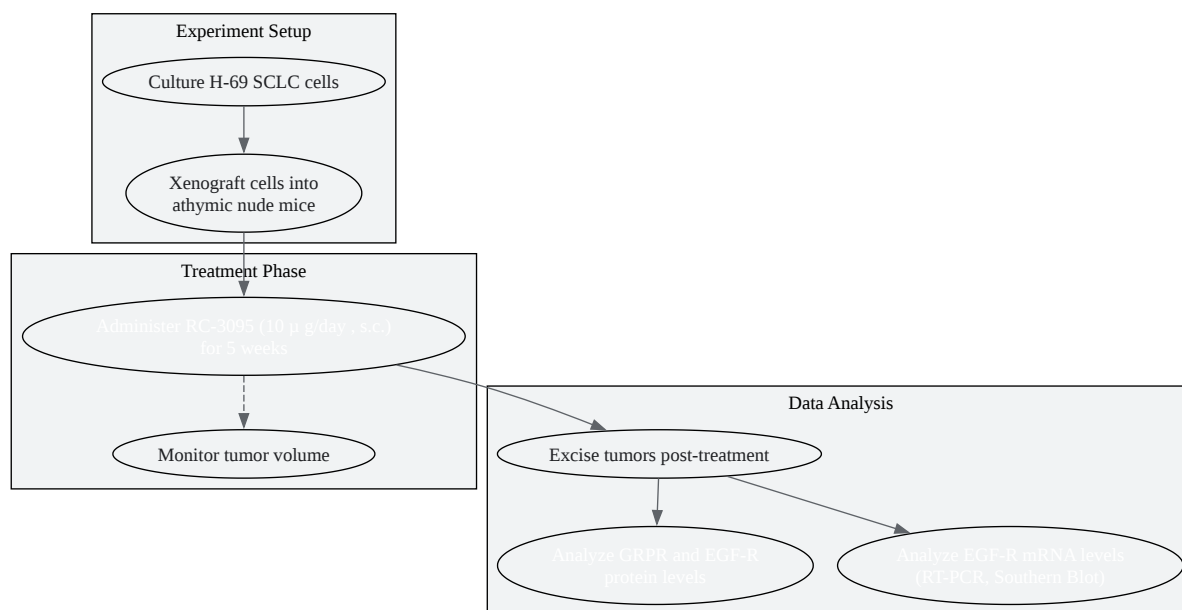 Experiment Setup
Culture H-69 SCLC cells
Xenograft cells into
athymic nude mice
Treatment Phase
Administer RC-3095 (10 µ g/day , s.c.)
for 5 weeks
Monitor tumor volume
Data Analysis
Excise tumors post-treatment
Analyze GRPR and EGF-R
protein levels
Analyze EGF-R mRNA levels
(RT-PCR, Southern Blot)